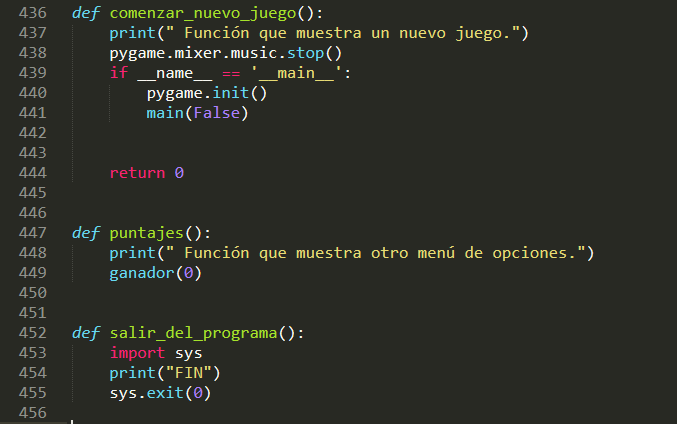 436 def comenzar_nuevo_juego():
437     print(" Función que muestra un nuevo juego.")
438     pygame.mixer.music.stop()
439     if __name__ == '__main__':
440         pygame.init()
441         main(False)
442
443
444     return 0
445
446
447 def puntajes():
448     print(" Función que muestra otro menú de opciones.")
449     ganador(0)
450
451
452 def salir_del_programa():
453     import sys
454     print("FIN")
455     sys.exit(0)
456